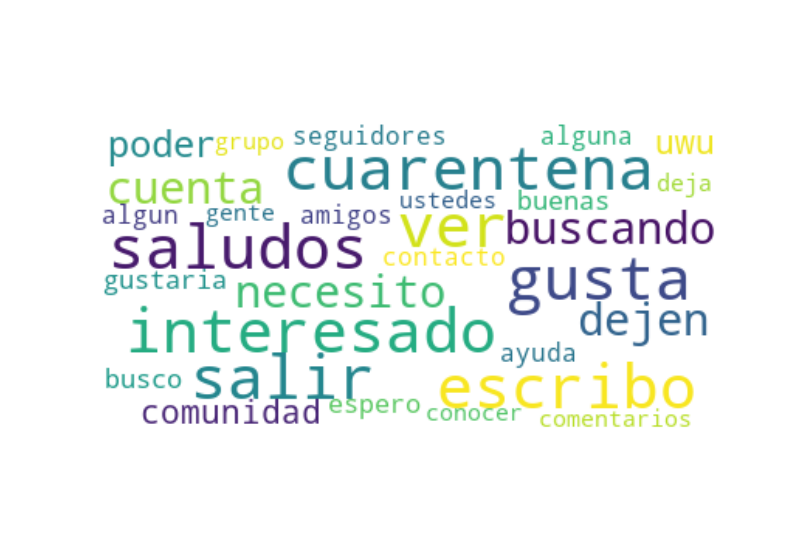 poder grupo seguidores alguna uwu
cuenta cuarentena deja
algun gente amigos ustedes buenas
saludos ver buscando
contacto
gustaria necesito gusta
interesado dejen
ayuda
busco salir escribo
comunidad espero conocer comentarios